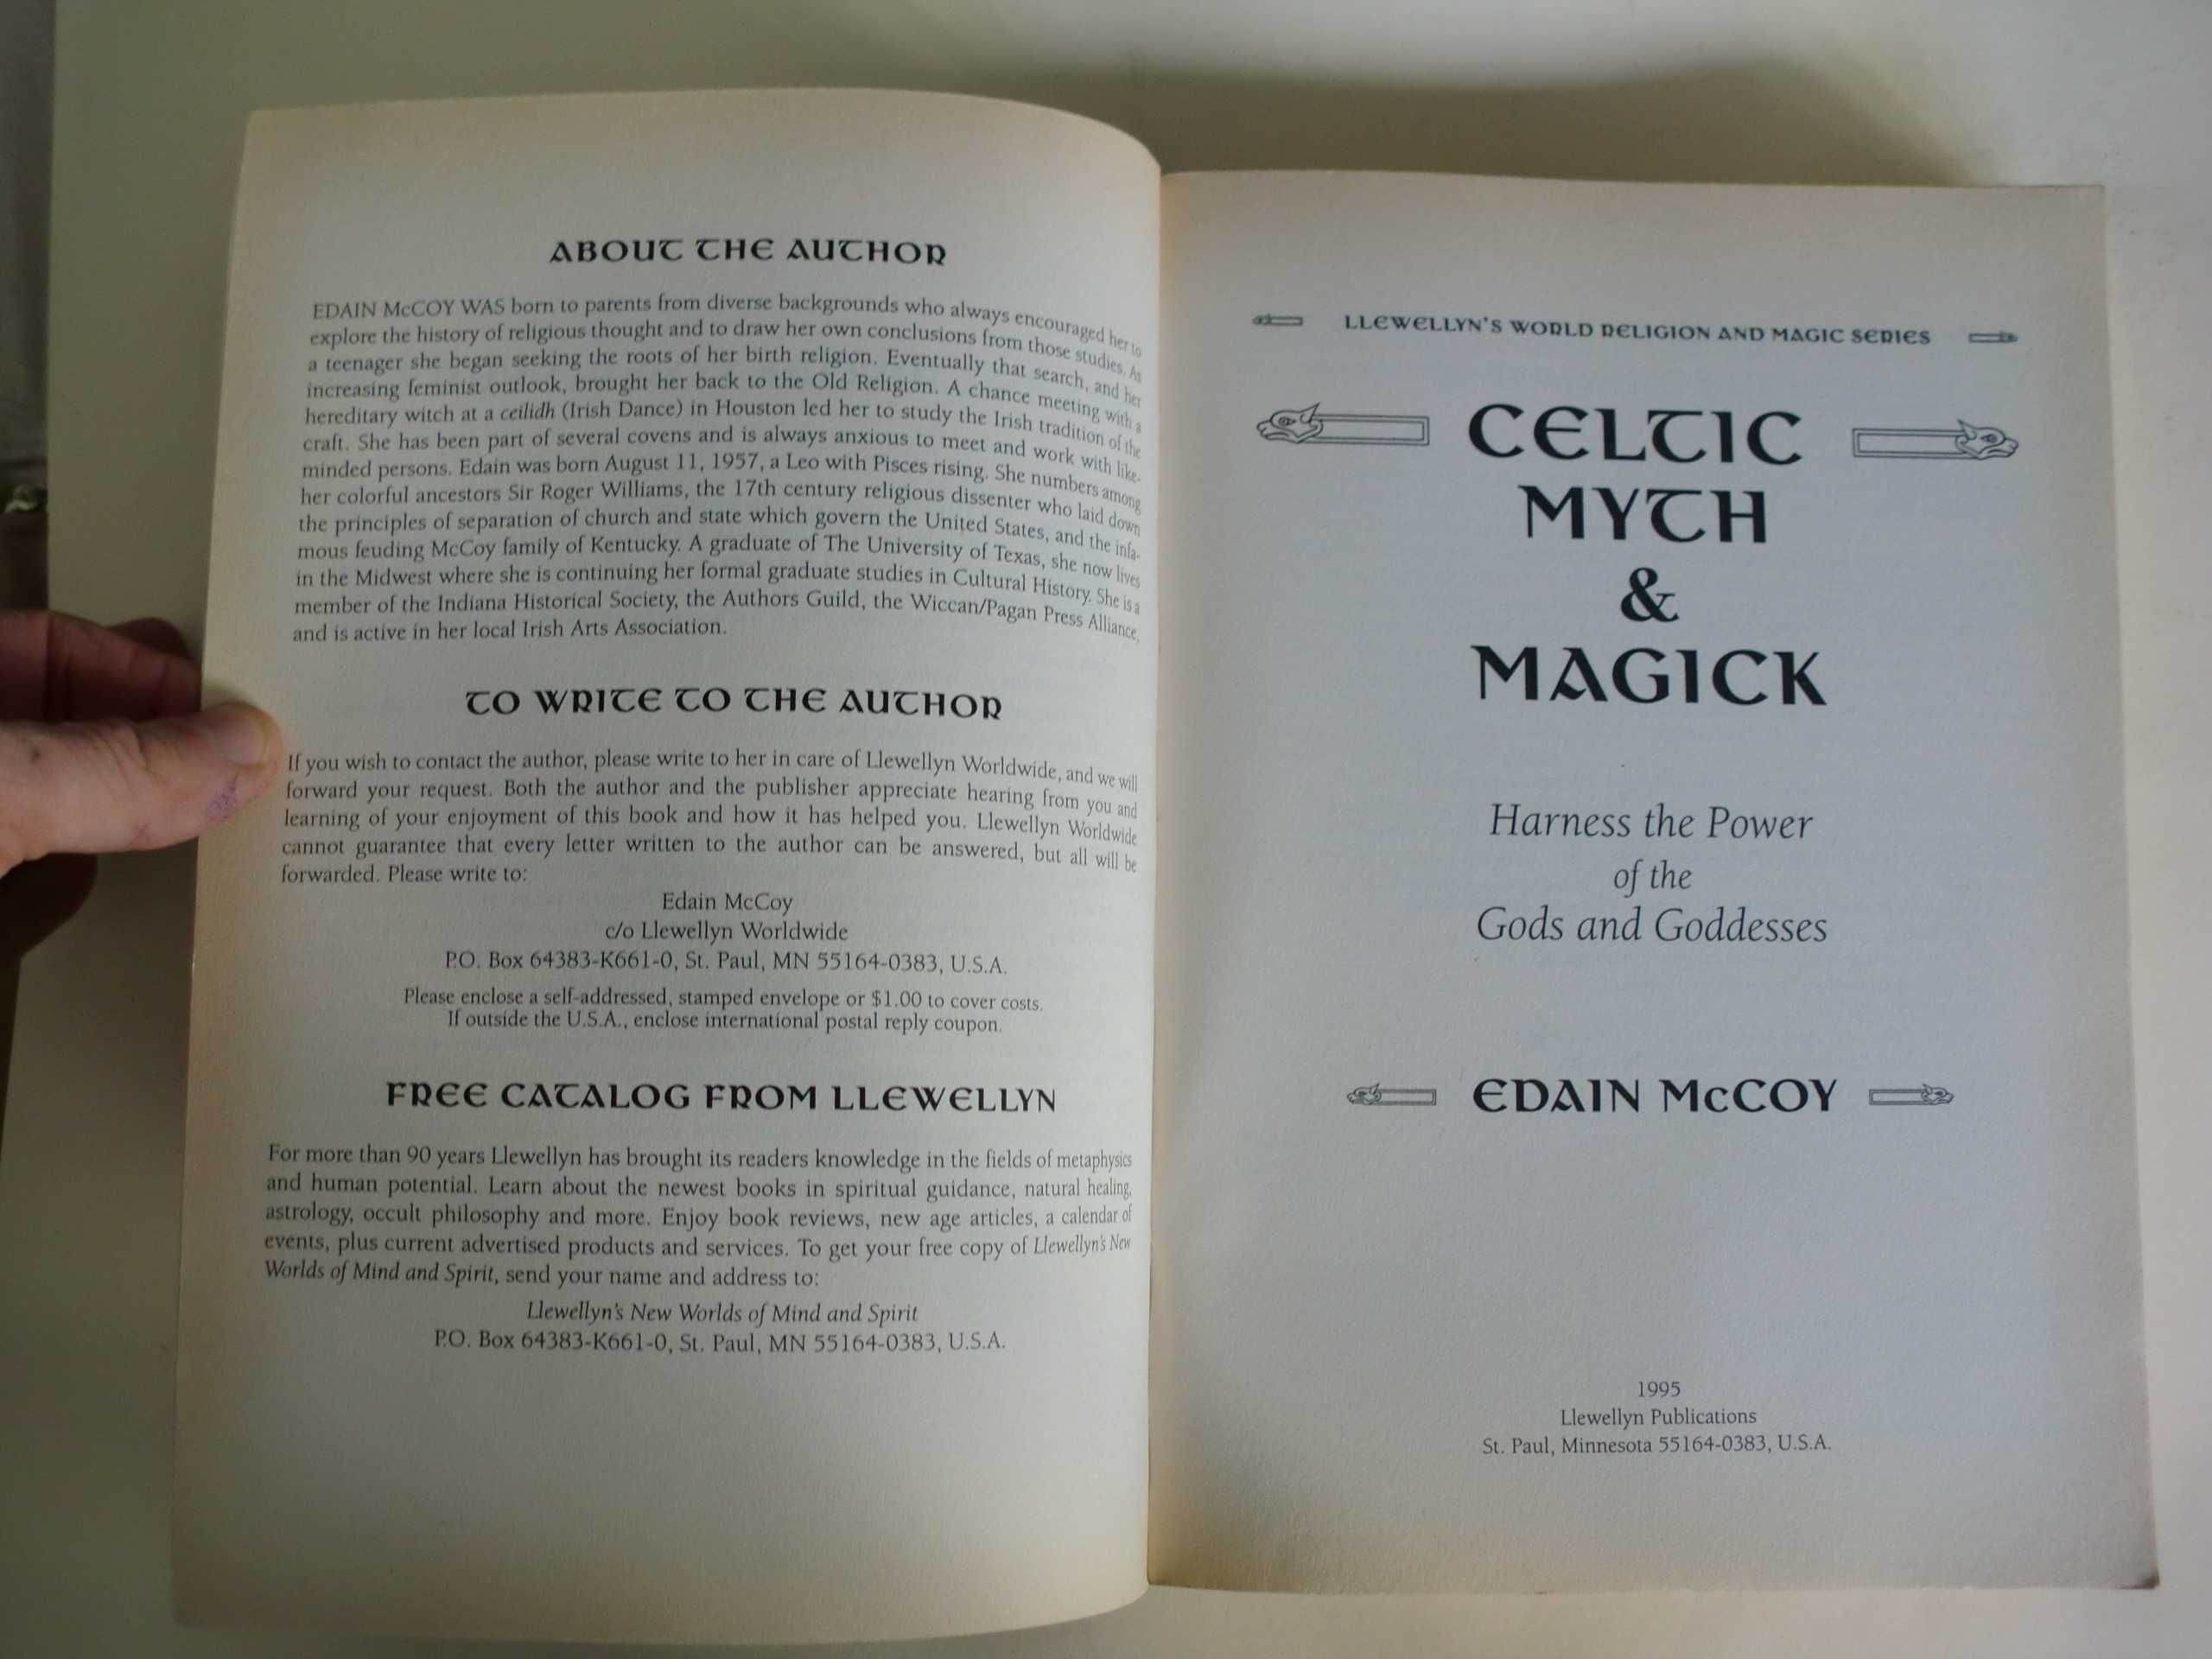 ABOUT THE AUTHOR
EDAIN McCOY WAS born to parents from diverse backgrounds who always encouraged her to
explore the history of religious thought and to draw her own conclusions from those studies. As
a teenager she began seeking the roots of her birth religion. Eventually that search, and her
increasing feminist outlook, brought her back to the Old Religion. A chance meeting with a
hereditary witch at a ceilidh (Irish Dance) in Houston led her to study the Irish tradition of the
craft. She has been part of several covens and is always anxious to meet and work with like-
minded persons. Edain was born August 11, 1957, a Leo with Pisces rising. She numbers among
her colorful ancestors Sir Roger Williams, the 17th century religious dissenter who laid down
the principles of separation of church and state which govern the United States, and the infa-
mous feuding McCoy family of Kentucky. A graduate of The University of Texas, she now lives
in the Midwest where she is continuing her formal graduate studies in Cultural History. She is a
member of the Indiana Historical Society, the Authors Guild, the Wiccan/Pagan Press Alliance,
and is active in her local Irish Arts Association.
TO WRITE TO THE AUTHOR
If you wish to contact the author, please write to her in care of Llewellyn Worldwide, and we will
forward your request. Both the author and the publisher appreciate hearing from you and
learning of your enjoyment of this book and how it has helped you. Llewellyn Worldwide
cannot guarantee that every letter written to the author can be answered, but all will be
forwarded. Please write to:
Edain McCoy
c/o Llewellyn Worldwide
P.O. Box 64383-K661-0, St. Paul, MN 55164-0383, U.S.A.
Please enclose a self-addressed, stamped envelope or $1.00 to cover costs.
If outside the U.S.A., enclose international postal reply coupon.
FREE CATALOG FROM LLEWELLYN
For more than 90 years Llewellyn has brought its readers knowledge in the fields of metaphysics
and human potential. Learn about the newest books in spiritual guidance, natural healing,
astrology, occult philosophy and more. Enjoy book reviews, new age articles, a calendar of
events, plus current advertised products and services. To get your free copy of Llewellyn's New
Worlds of Mind and Spirit, send your name and address to:
Llewellyn's New Worlds of Mind and Spirit
P.O. Box 64383-K661-0, St. Paul, MN 55164-0383, U.S.A.
LLEWELLYN'S WORLD RELIGION AND MAGIC SERIES
CELTIC
MYTH
&
MAGICK
Harness the Power
of the
Gods and Goddesses
EDAIN McCOY
1995
Llewellyn Publications
St. Paul, Minnesota 55164-0383, U.S.A.